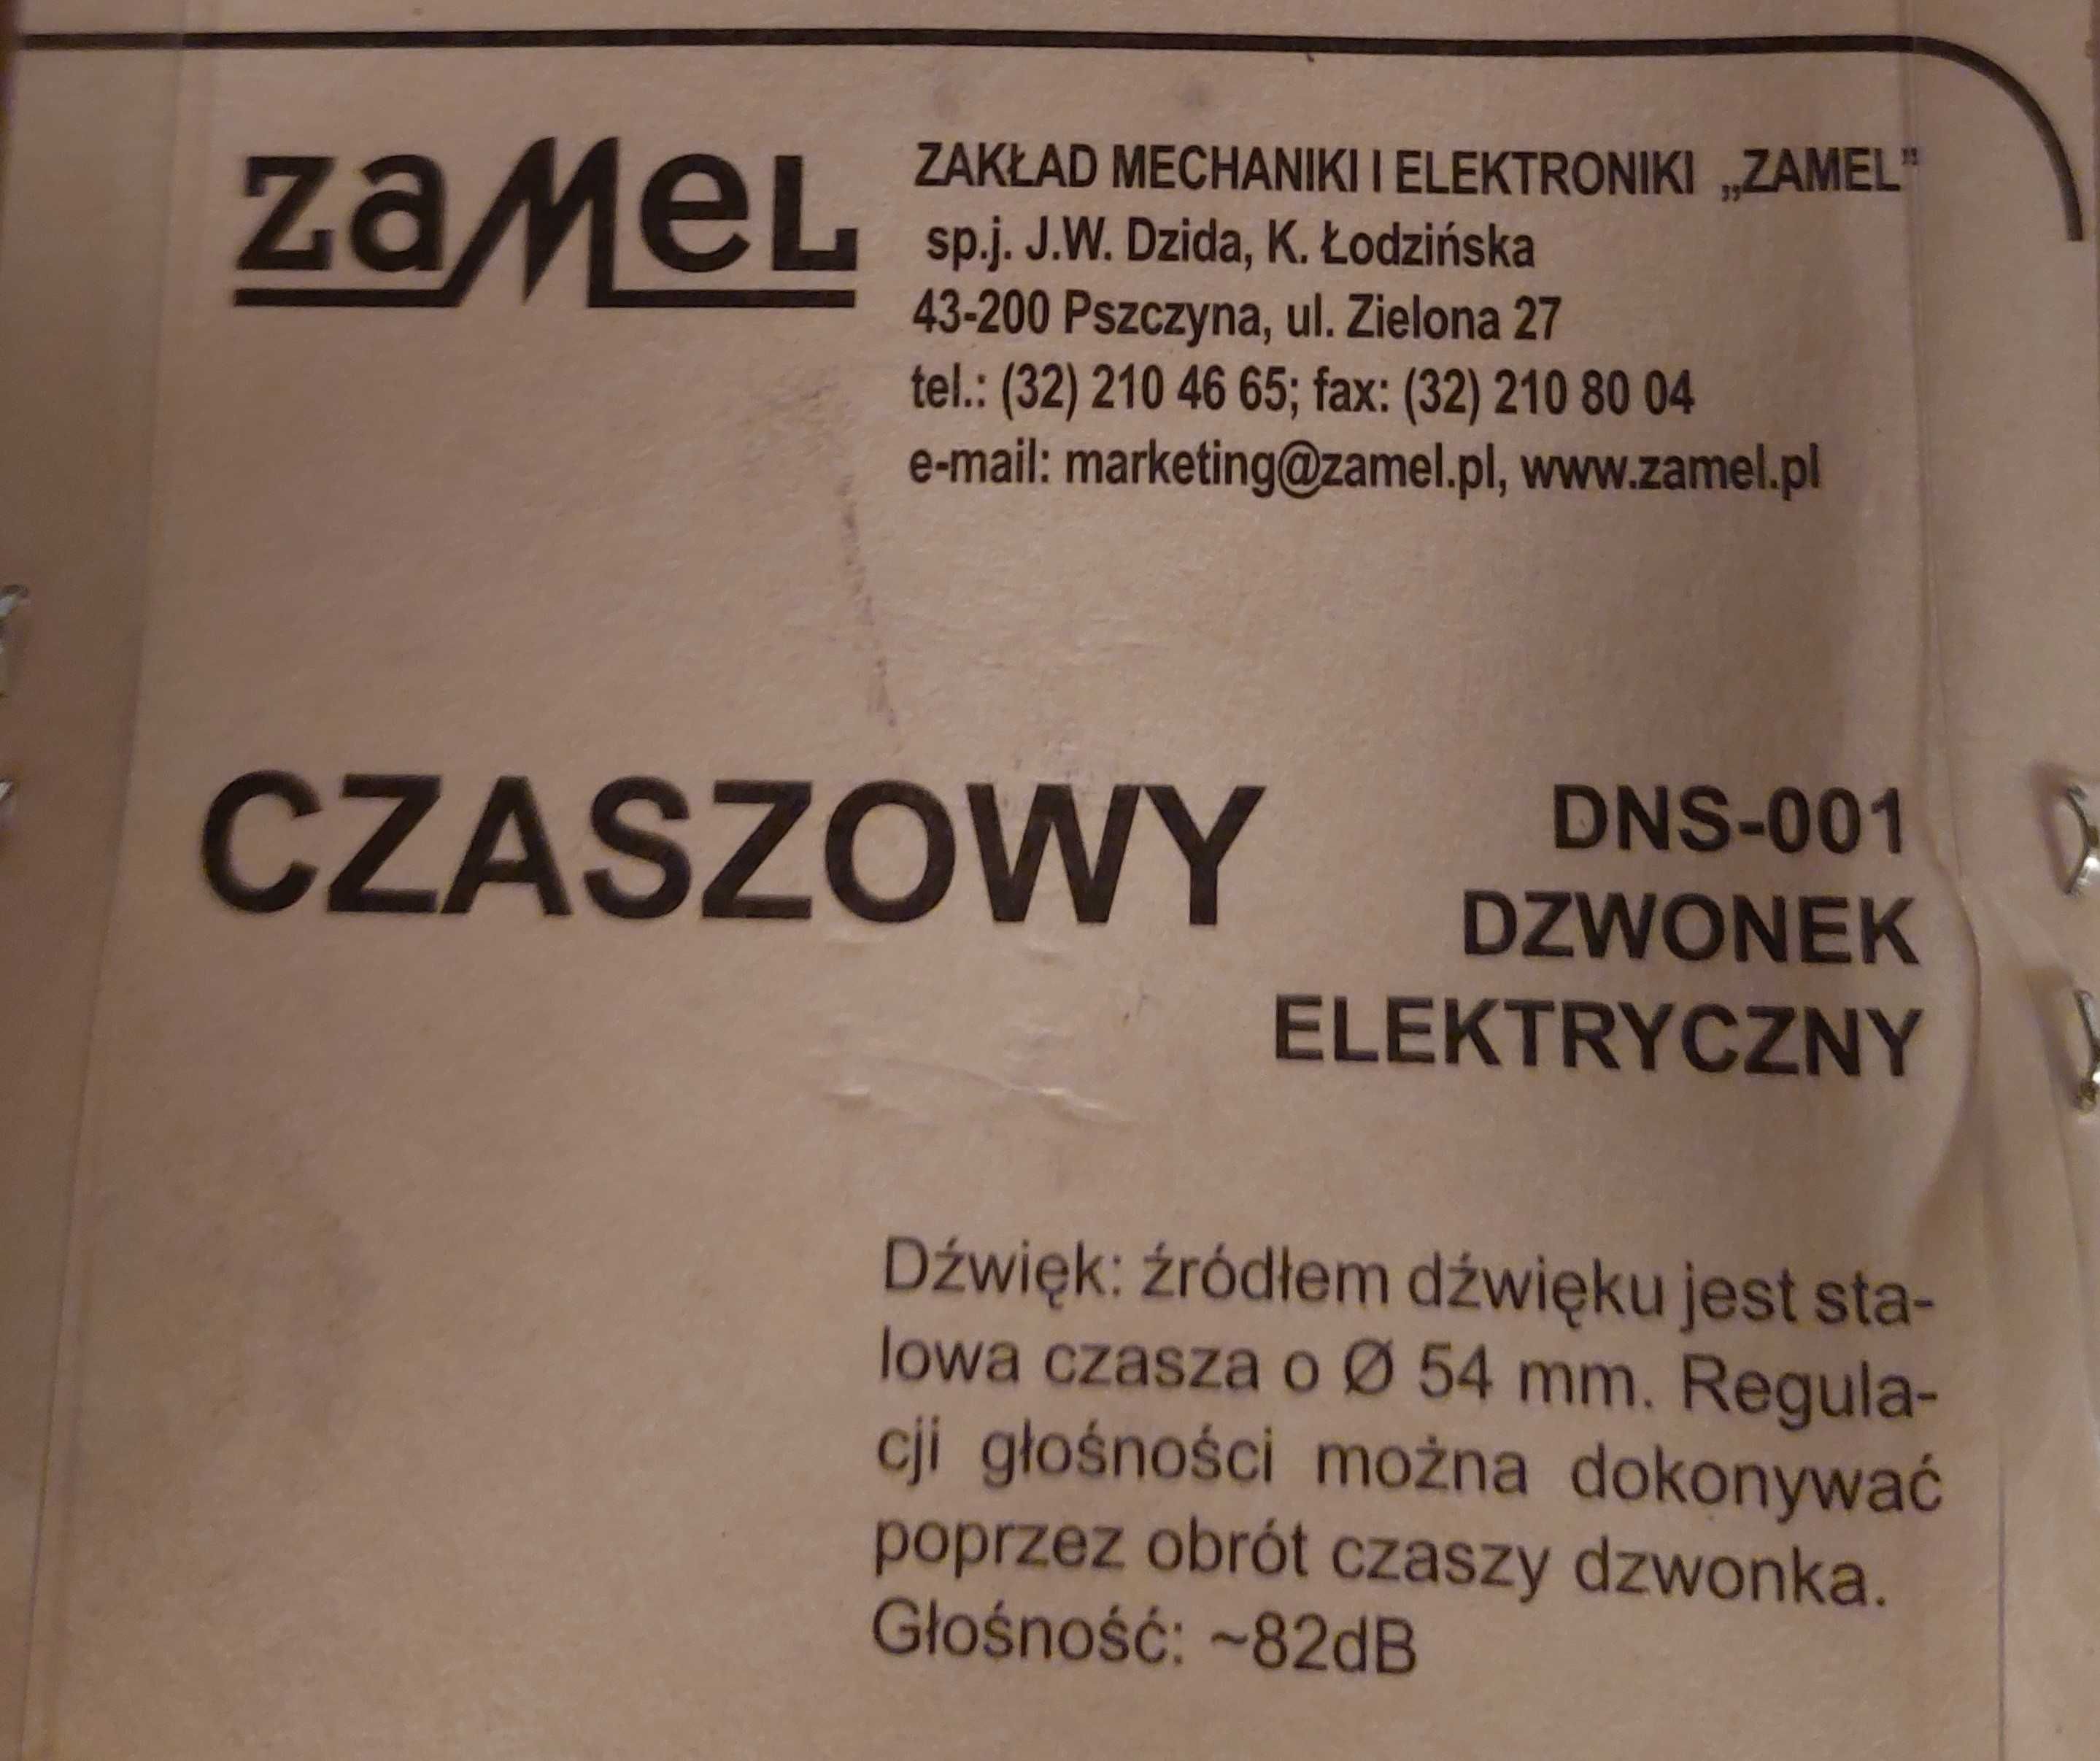 zaMeL
ZAKŁAD MECHANIKI I ELEKTRONIKI „ZAMEL"
sp.j. J.W. Dzida, K. Łodzińska
43-200 Pszczyna, ul. Zielona 27
tel.: (32) 210 46 65; fax: (32) 210 80 04
e-mail: marketing@zamel.pl, www.zamel.pl
CZASZOWY
DNS-001
DZWONEK
ELEKTRYCZNY
Dźwięk: źródłem dźwięku jest sta-
lowa czasza o Ø 54 mm. Regula-
cji głośności można dokonywać
poprzez obrót czaszy dzwonka.
Głośność: ~82dB